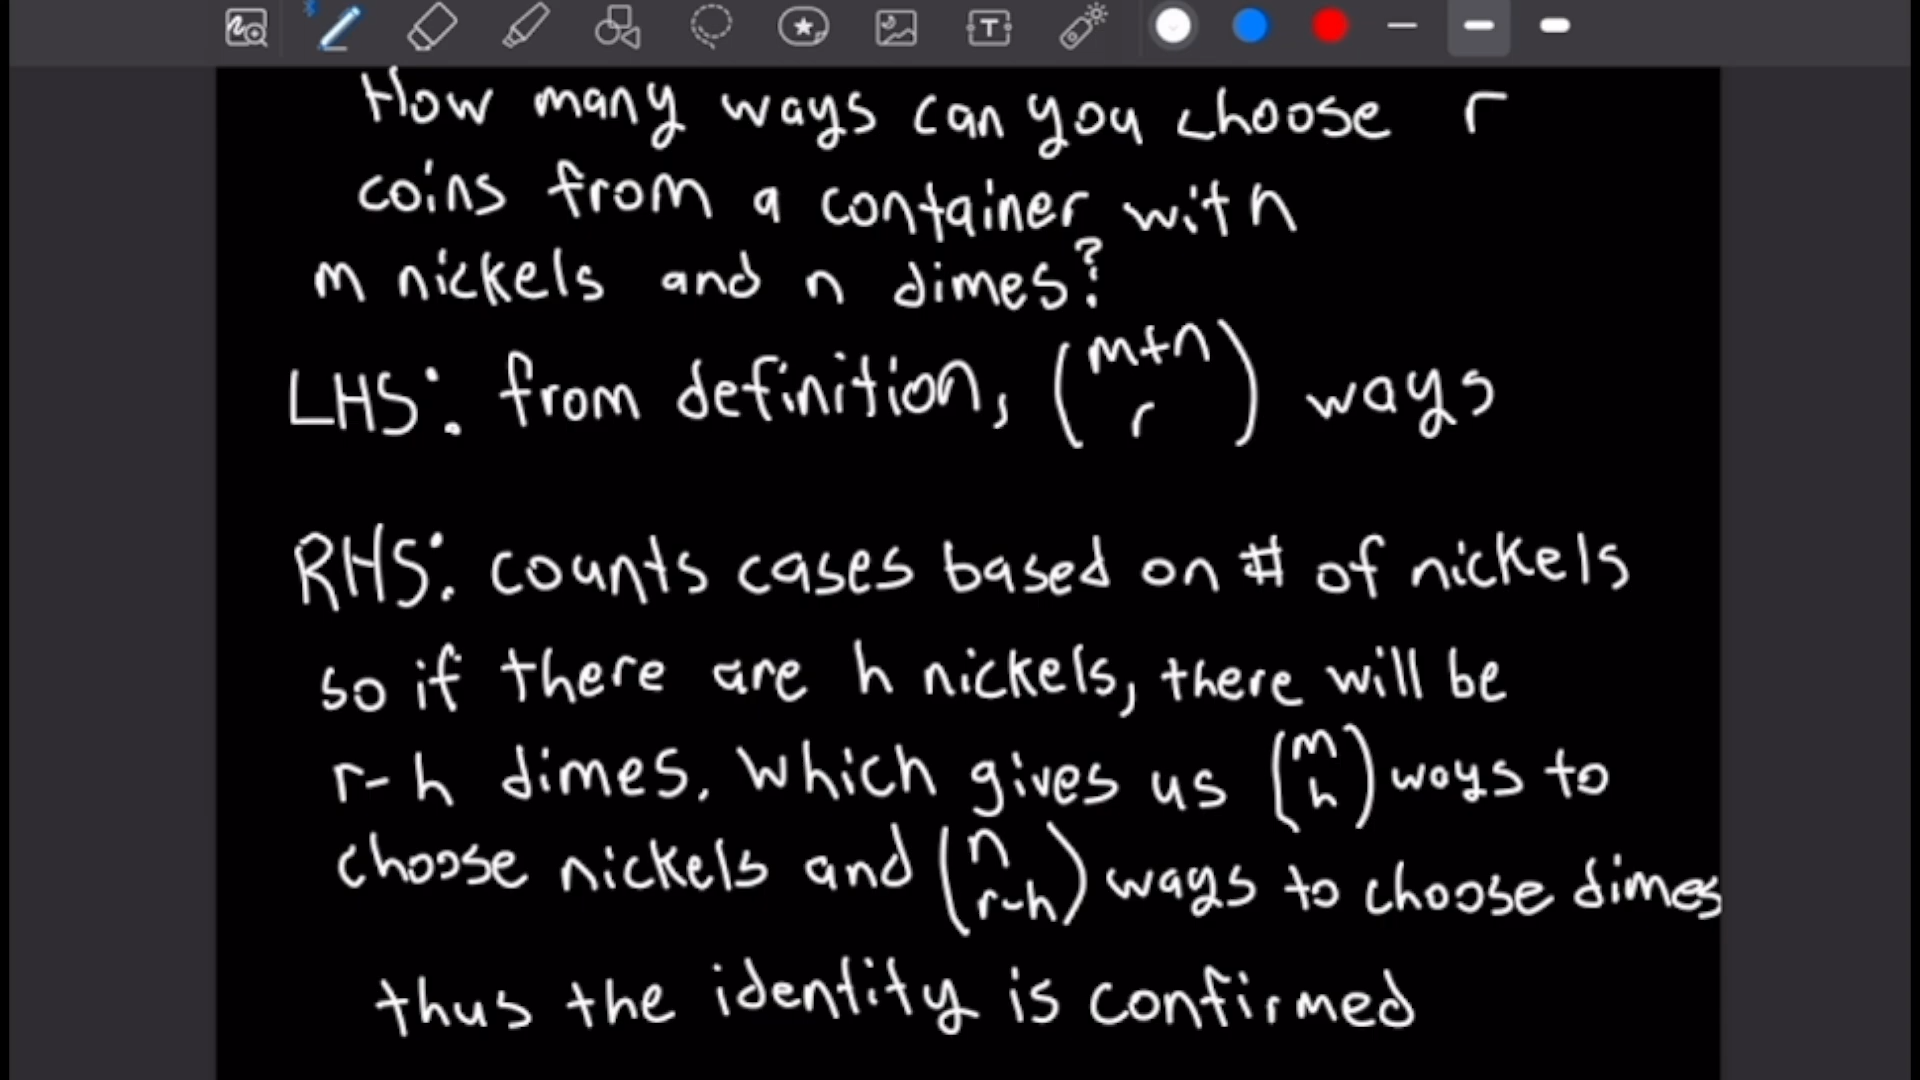 How many ways can you choose r
coins from a container with
m nickels and n dimes?
LHS: from definition, (m+n r) ways
RHS: counts cases based on # of nickels
so if there are h nickels, there will be
r-h dimes. Which gives us (m h) ways to
choose nickels and (n r-h) ways to choose dimes
thus the identity is confirmed